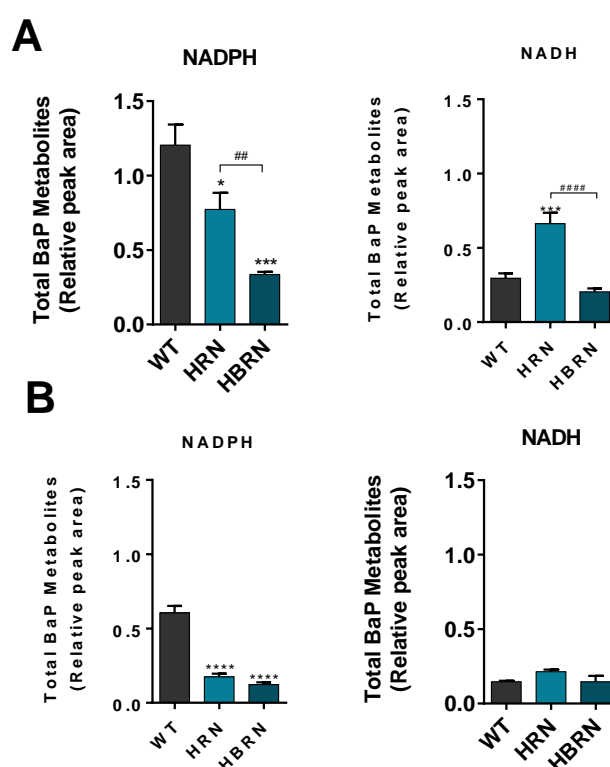 A
NADPH
Total BaP Metabolites
(Relative peak area)
1.5
1.0
0.5
0.0
*
##
***
WT
HRN
HBRN
NADH
Total BaP Metabolites
(Relative peak area)
1.5
1.0
0.5
0.0
***
####
WT
HRN
HBRN
B
NADPH
Total BaP Metabolites
(Relative peak area)
1.5
1.0
0.5
0.0
****
****
WT
HRN
HBRN
NADH
Total BaP Metabolites
(Relative peak area)
1.5
1.0
0.5
0.0
WT
HRN
HBRN